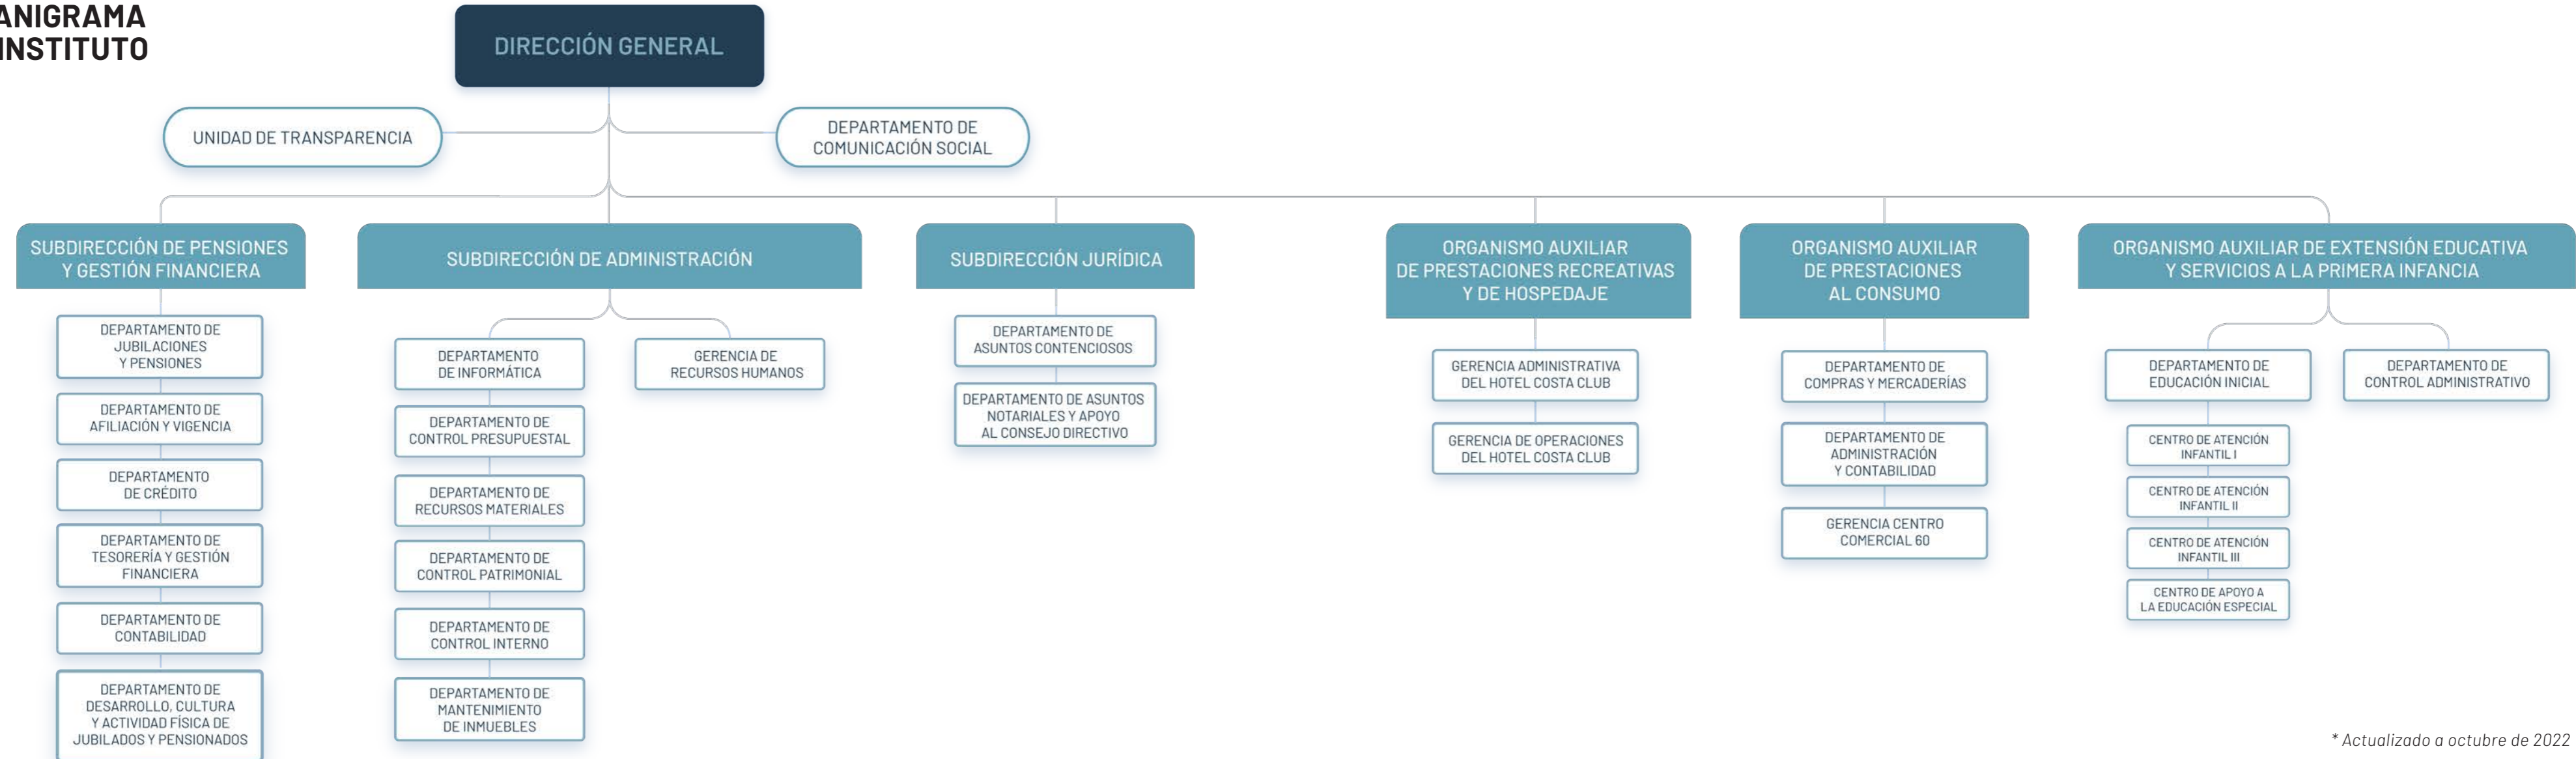 ANIGRAMA
INSTITUTO
DIRECCIÓN GENERAL
UNIDAD DE TRANSPARENCIA
DEPARTAMENTO DE
COMUNICACIÓN SOCIAL
SUBDIRECCIÓN DE PENSIONES
Y GESTIÓN FINANCIERA
DEPARTAMENTO DE
JUBILACIONES
Y PENSIONES
DEPARTAMENTO DE
AFILIACIÓN Y VIGENCIA
DEPARTAMENTO
DE CRÉDITO
DEPARTAMENTO DE
TESORERÍA Y GESTIÓN
FINANCIERA
DEPARTAMENTO DE
CONTABILIDAD
DEPARTAMENTO DE
DESARROLLO, CULTURA
Y ACTIVIDAD FÍSICA DE
JUBILADOS Y PENSIONADOS
SUBDIRECCIÓN DE ADMINISTRACIÓN
DEPARTAMENTO
DE INFORMÁTICA
DEPARTAMENTO DE
CONTROL PRESUPUESTAL
DEPARTAMENTO DE
RECURSOS MATERIALES
DEPARTAMENTO DE
CONTROL PATRIMONIAL
DEPARTAMENTO DE
CONTROL INTERNO
DEPARTAMENTO DE
MANTENIMIENTO
DE INMUEBLES
GERENCIA DE
RECURSOS HUMANOS
SUBDIRECCIÓN JURÍDICA
DEPARTAMENTO DE
ASUNTOS CONTENCIOSOS
DEPARTAMENTO DE ASUNTOS
NOTARIALES Y APOYO
AL CONSEJO DIRECTIVO
ORGANISMO AUXILIAR
DE PRESTACIONES RECREATIVAS
Y DE HOSPEDAJE
GERENCIA ADMINISTRATIVA
DEL HOTEL COSTA CLUB
GERENCIA DE OPERACIONES
DEL HOTEL COSTA CLUB
ORGANISMO AUXILIAR
DE PRESTACIONES
AL CONSUMO
DEPARTAMENTO DE
COMPRAS Y MERCADERÍAS
DEPARTAMENTO DE
ADMINISTRACIÓN
Y CONTABILIDAD
GERENCIA CENTRO
COMERCIAL 60
ORGANISMO AUXILIAR DE EXTENSIÓN EDUCATIVA
Y SERVICIOS A LA PRIMERA INFANCIA
DEPARTAMENTO DE
EDUCACIÓN INICIAL
CENTRO DE ATENCIÓN
INFANTIL I
CENTRO DE ATENCIÓN
INFANTIL II
CENTRO DE ATENCIÓN
INFANTIL III
CENTRO DE APOYO A
LA EDUCACIÓN ESPECIAL
DEPARTAMENTO DE
CONTROL ADMINISTRATIVO
* Actualizado a octubre de 2022